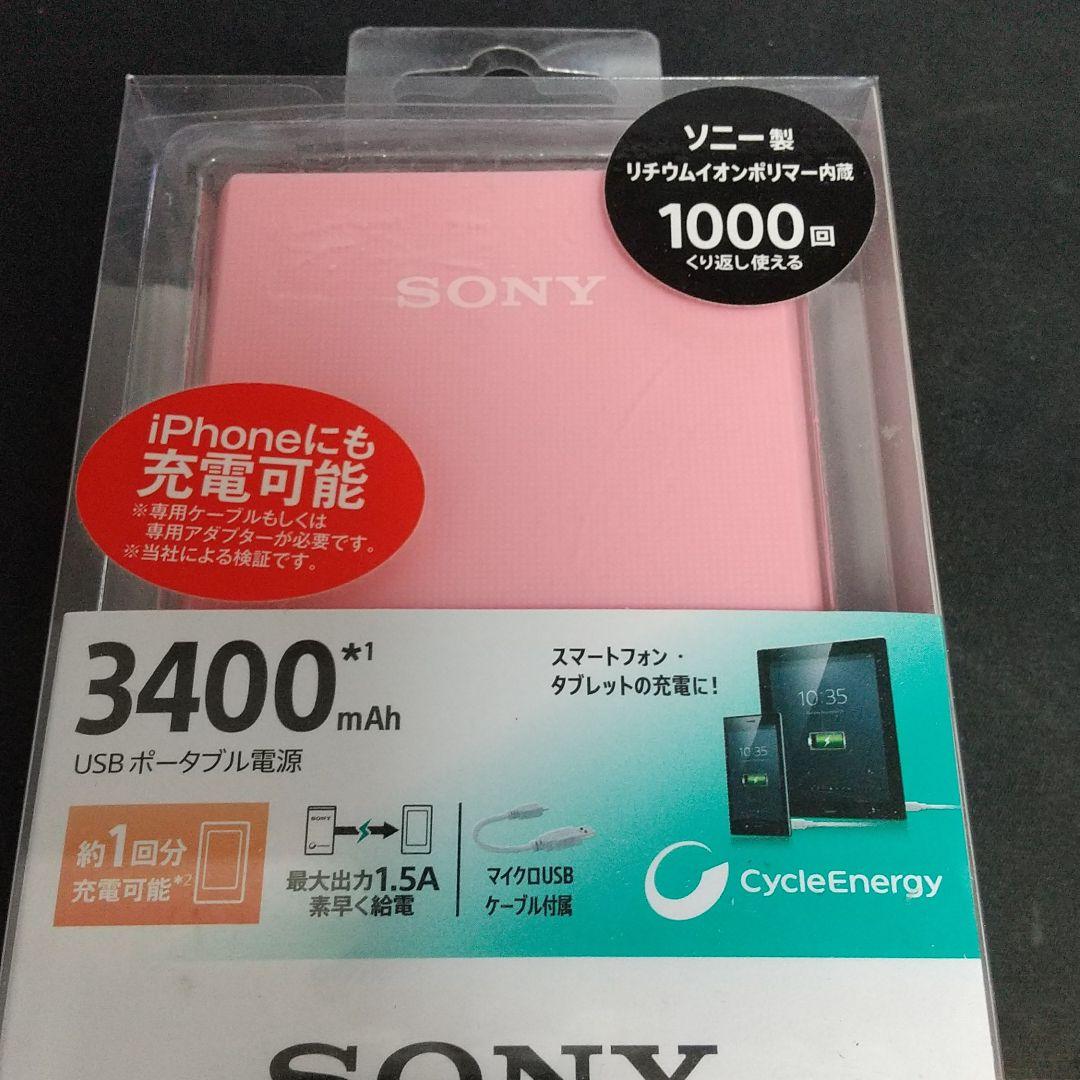 ソニー製
リチウムイオンポリマー内蔵
1000回
くり返し使える
SONY
iPhoneにも
充電可能
※専用ケーブルもしくは
専用アダプターが必要です。
※当社による検証です。
3400*1
mAh
USBポータブル電源
スマートフォン・
タブレットの充電に!
10:35
10:35
約1回分
充電可能*2
SONY
最大出力1.5A
素早く給電
マイクロUSB
ケーブル付属
CycleEnergy
SONY